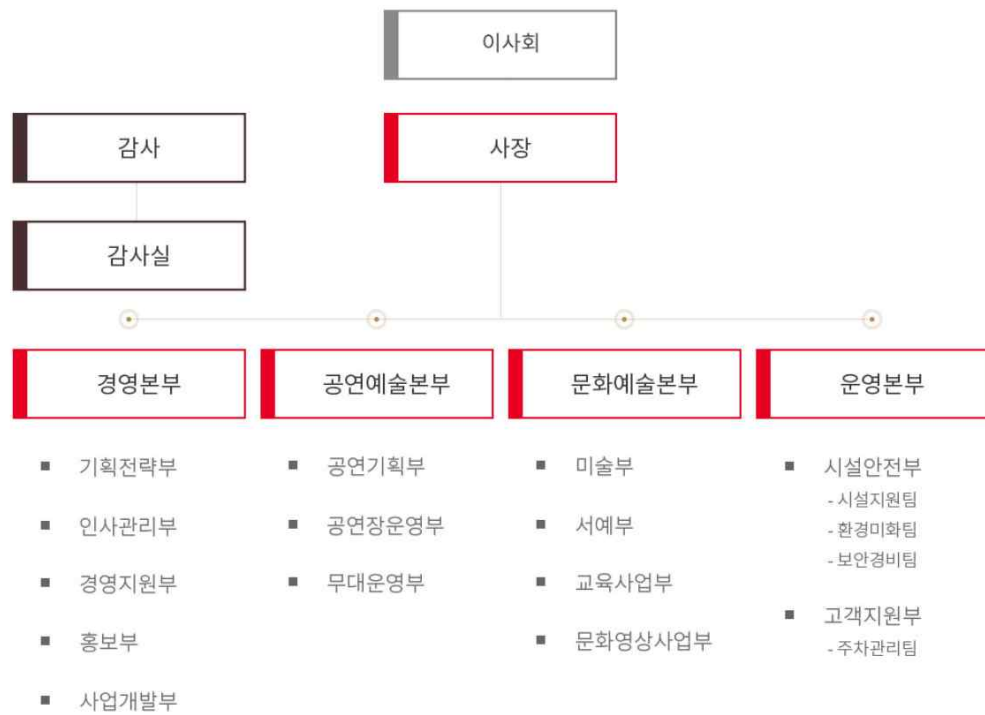 이사회
감사
사장
감사실
경영본부
기획전략부
인사관리부
경영지원부
홍보부
사업개발부
공연예술본부
공연기획부
공연장운영부
무대운영부
문화예술본부
미술부
서예부
교육사업부
문화영상사업부
운영본부
시설안전부
- 시설지원팀
- 환경미화팀
- 보안경비팀
고객지원부
- 주차관리팀